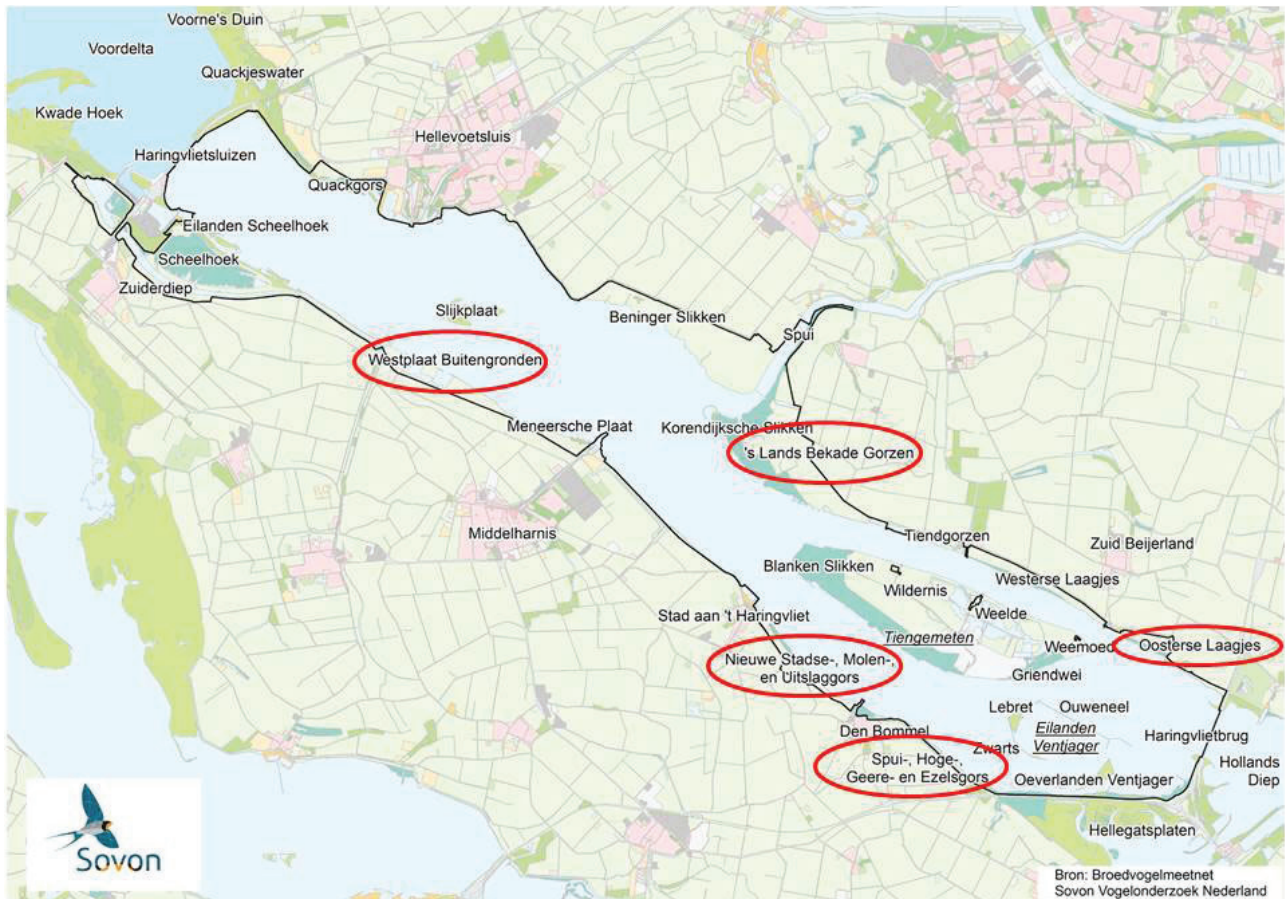 Voorne's Duin
Voordelta
Quackjeswater
Kwade Hoek
Hellevoetsluis
Haringvlietsluizen
Quackgors
Eilanden Scheelhoek
Scheelhoek
Zuiderdiep
Slijkplaat
Beninger Slikken
Spui
Westplaat Buitengronden
Meneersche Plaat
Korendijksche Slikken
's Lands Bekade Gorzen
Middelharnis
Tiendgorzen
Zuid Beijerland
Blanken Slikken
Westerse Laagjes
Wildernis
Stad aan 't Haringvliet
Weelde
Tiengemeten
Weemoed
Oosterse Laagjes
Nieuwe Stadse-, Molen-,
en Uitslaggors
Griendwei
Lebret
Ouweneel
Den Bommel
Eilanden
Ventjager
Haringvlietbrug
Zwarts
Spui-, Hoge-,
Geere- en Ezelsgors
Hollands
Diep
Oeverlanden Ventjager
Hellegatsplaten
Sovon
Bron: Broedvogelmeetnet
Sovon Vogelonderzoek Nederland